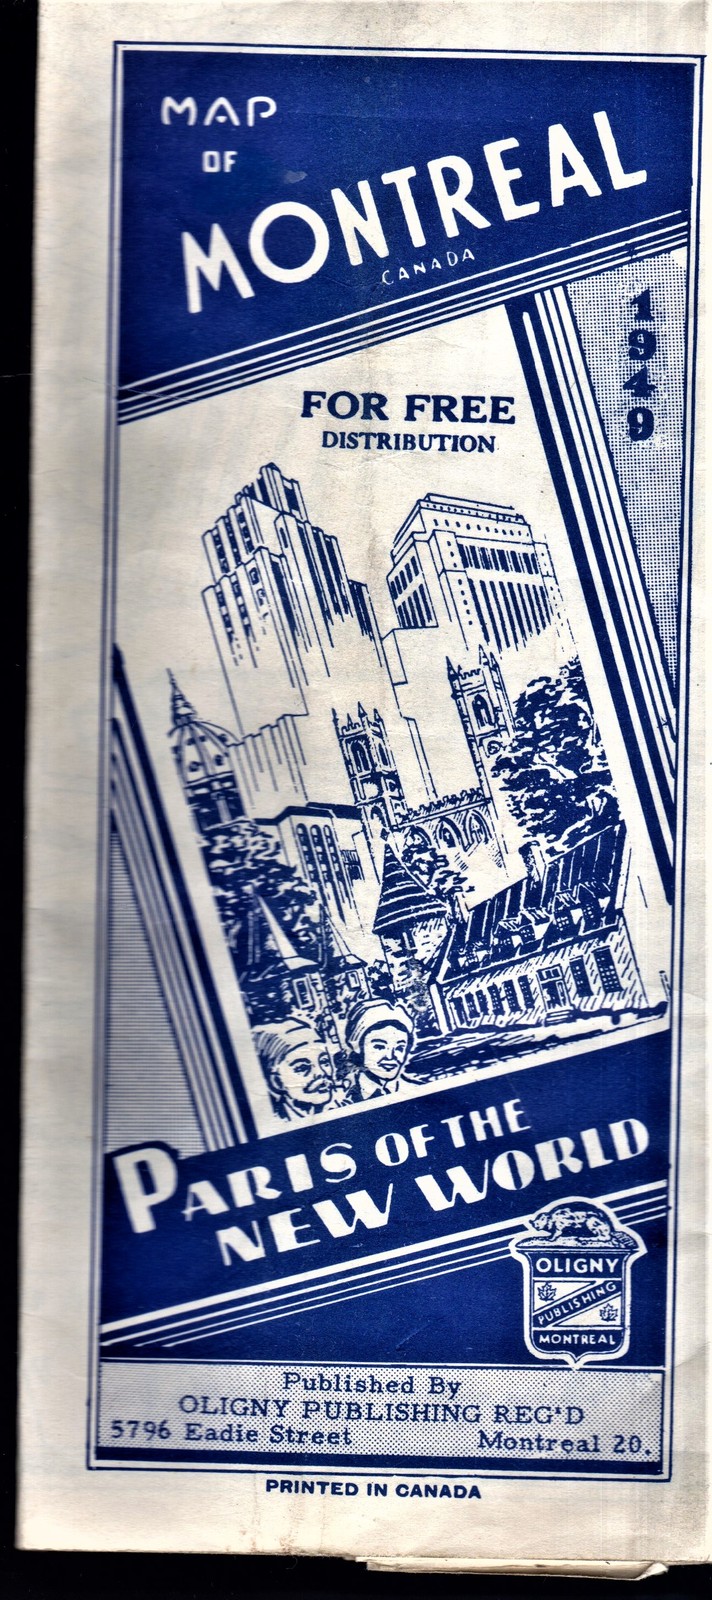 MAP
OF
MONTREAL
CANADA
1949
FOR FREE
DISTRIBUTION
PARIS OF THE
NEW WORLD
OLIGNY
PUBLISHING
MONTREAL
Published By
OLIGNY PUBLISHING REG'D
5796 Eadie Street Montreal 20.
PRINTED IN CANADA